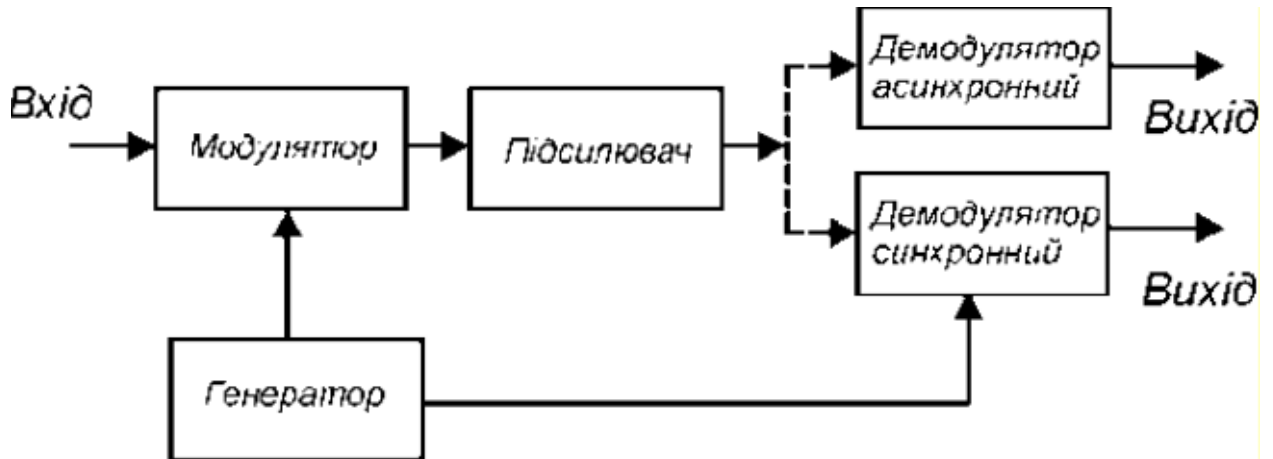 Вхід
Модулятор
Підсилювач
Демодулятор
асинхронний
Вихід
Демодулятор
синхронний
Вихід
Генератор